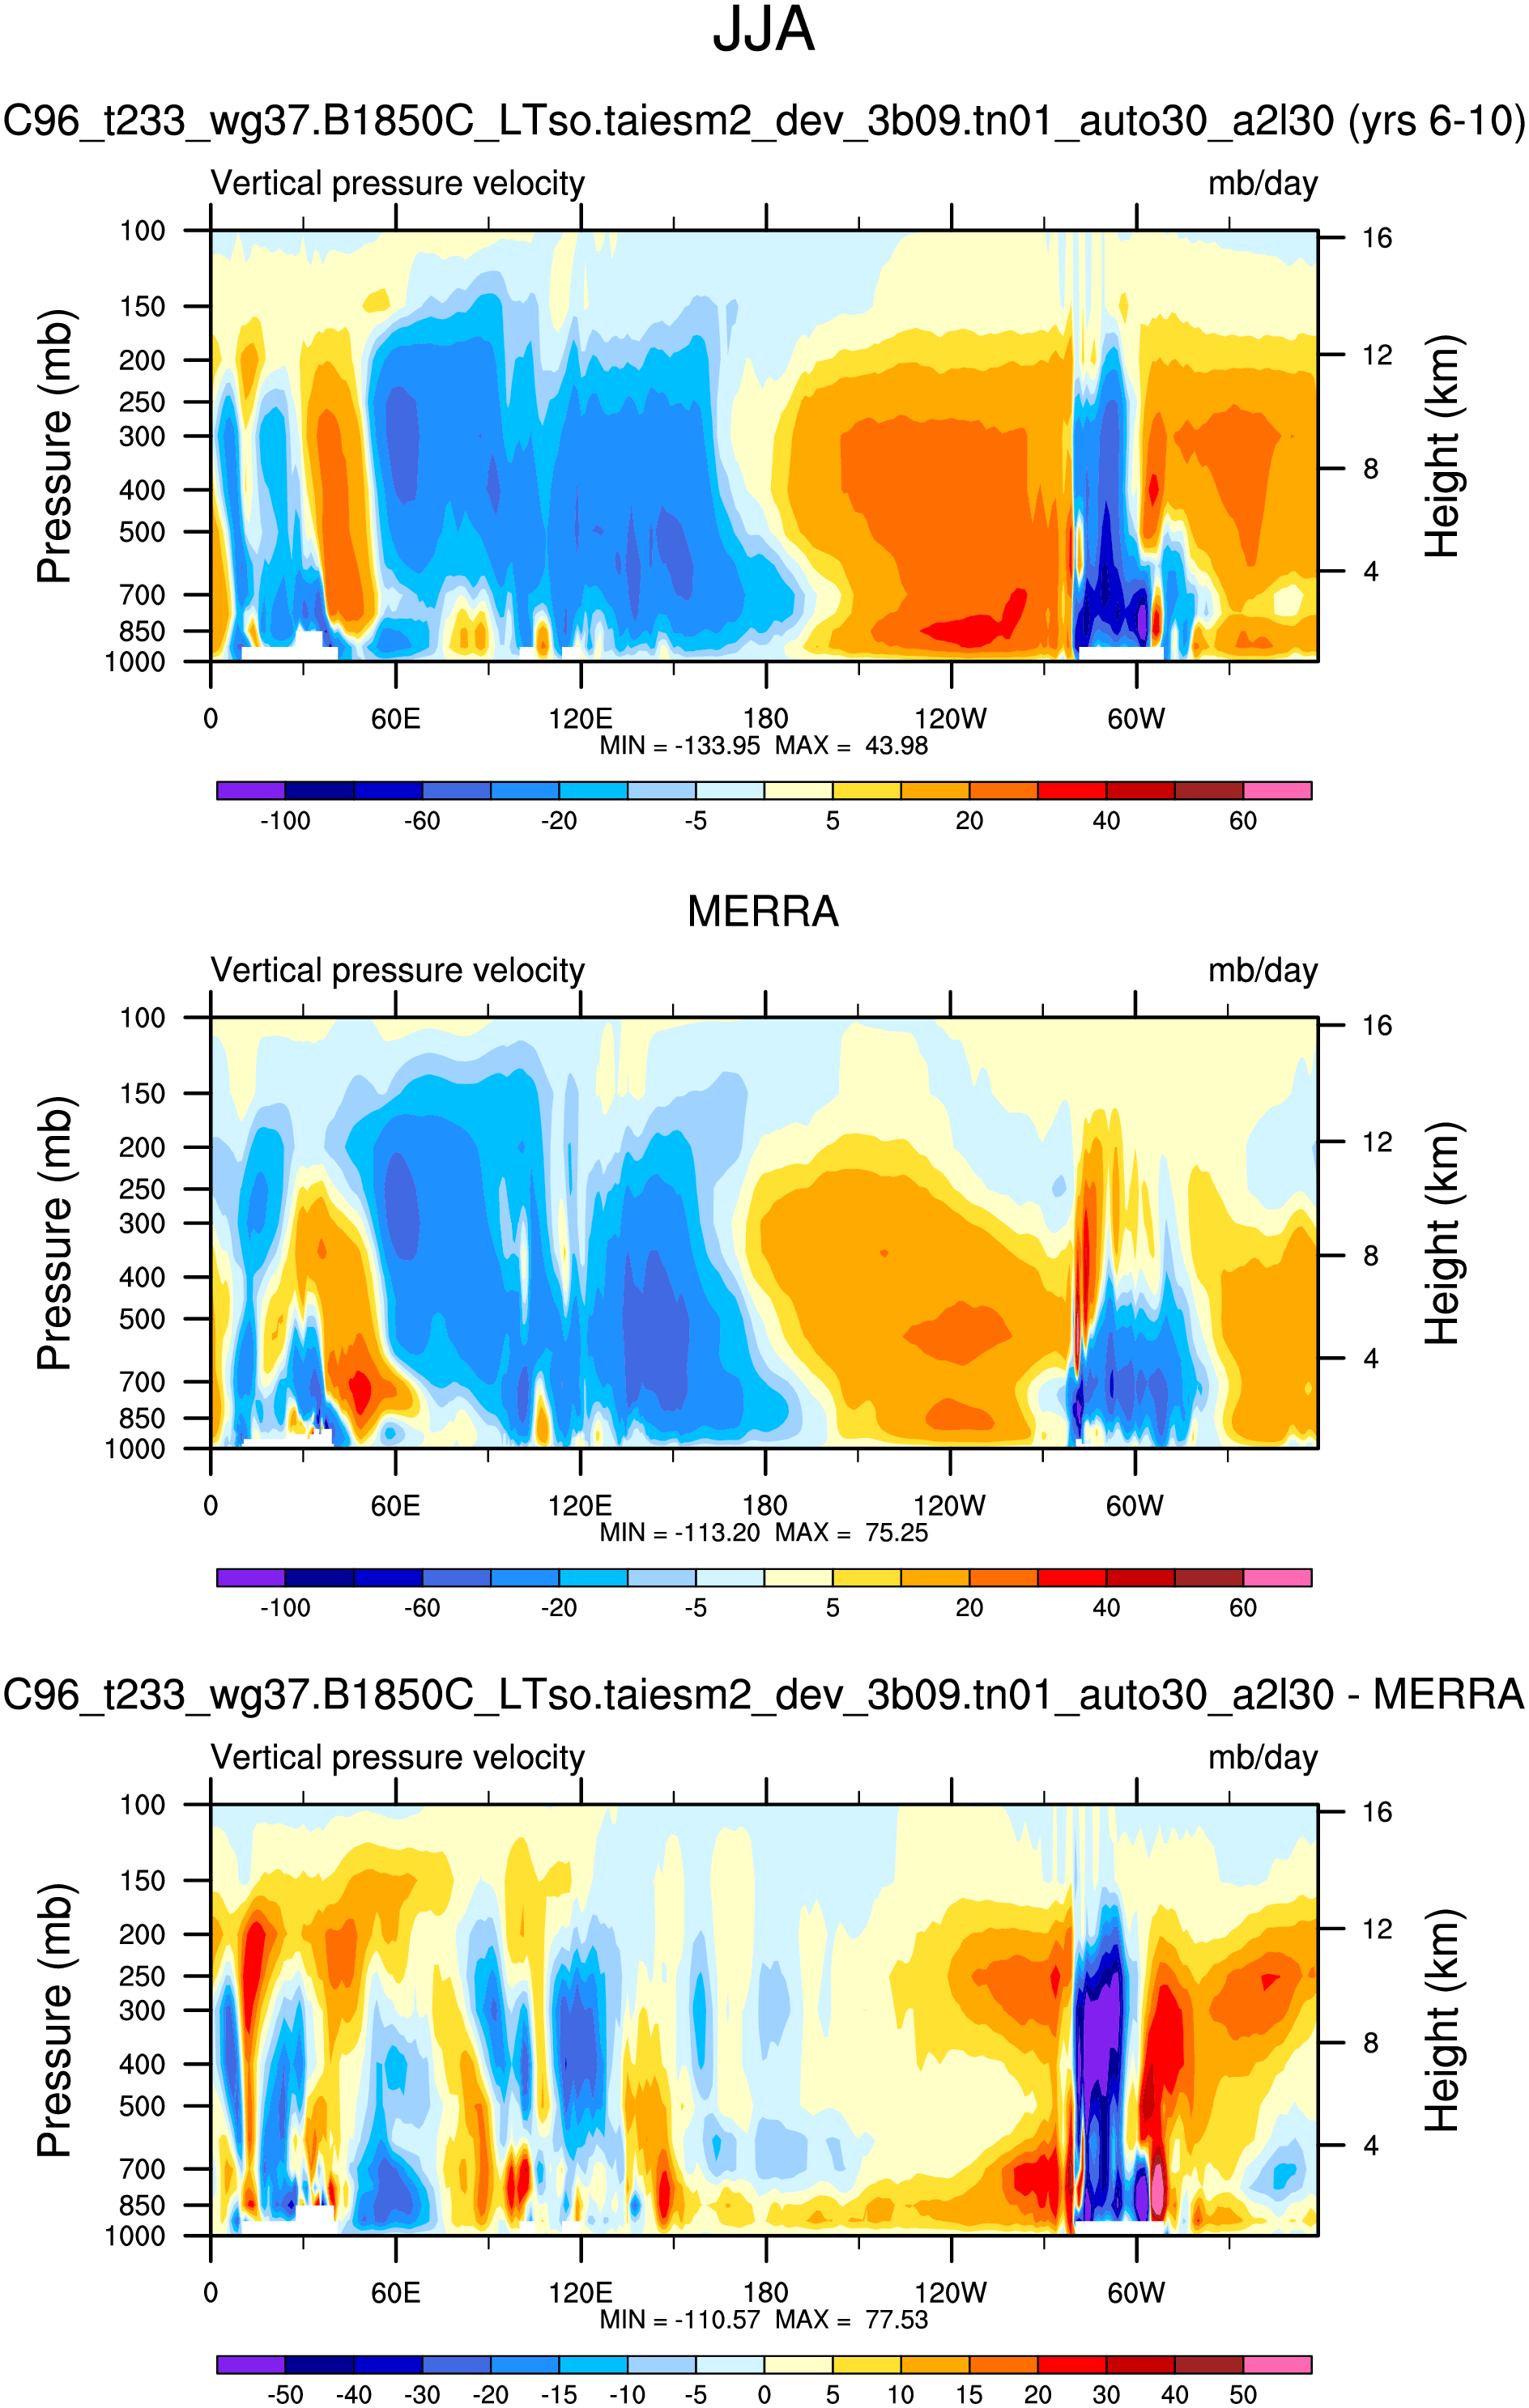 JJA
C96_t233_wg37.B1850C_LTso.taiesm2_dev_3b09.tn01_auto30_a2l30 (yrs 6-10)
Vertical pressure velocity mb/day
Pressure (mb)
100
150
200
250
300
400
500
700
850
1000
16
12
8
4
Height (km)
0 60E 120E 180 120W 60W
MIN = -133.95 MAX = 43.98
-100 -60 -20 -5 5 20 40 60
MERRA
Vertical pressure velocity mb/day
Pressure (mb)
100
150
200
250
300
400
500
700
850
1000
16
12
8
4
Height (km)
0 60E 120E 180 120W 60W
MIN = -113.20 MAX = 75.25
-100 -60 -20 -5 5 20 40 60
C96_t233_wg37.B1850C_LTso.taiesm2_dev_3b09.tn01_auto30_a2l30 - MERRA
Vertical pressure velocity mb/day
Pressure (mb)
100
150
200
250
300
400
500
700
850
1000
16
12
8
4
Height (km)
0 60E 120E 180 120W 60W
MIN = -110.57 MAX = 77.53
-50 -40 -30 -20 -15 -10 -5 0 5 10 15 20 30 40 50